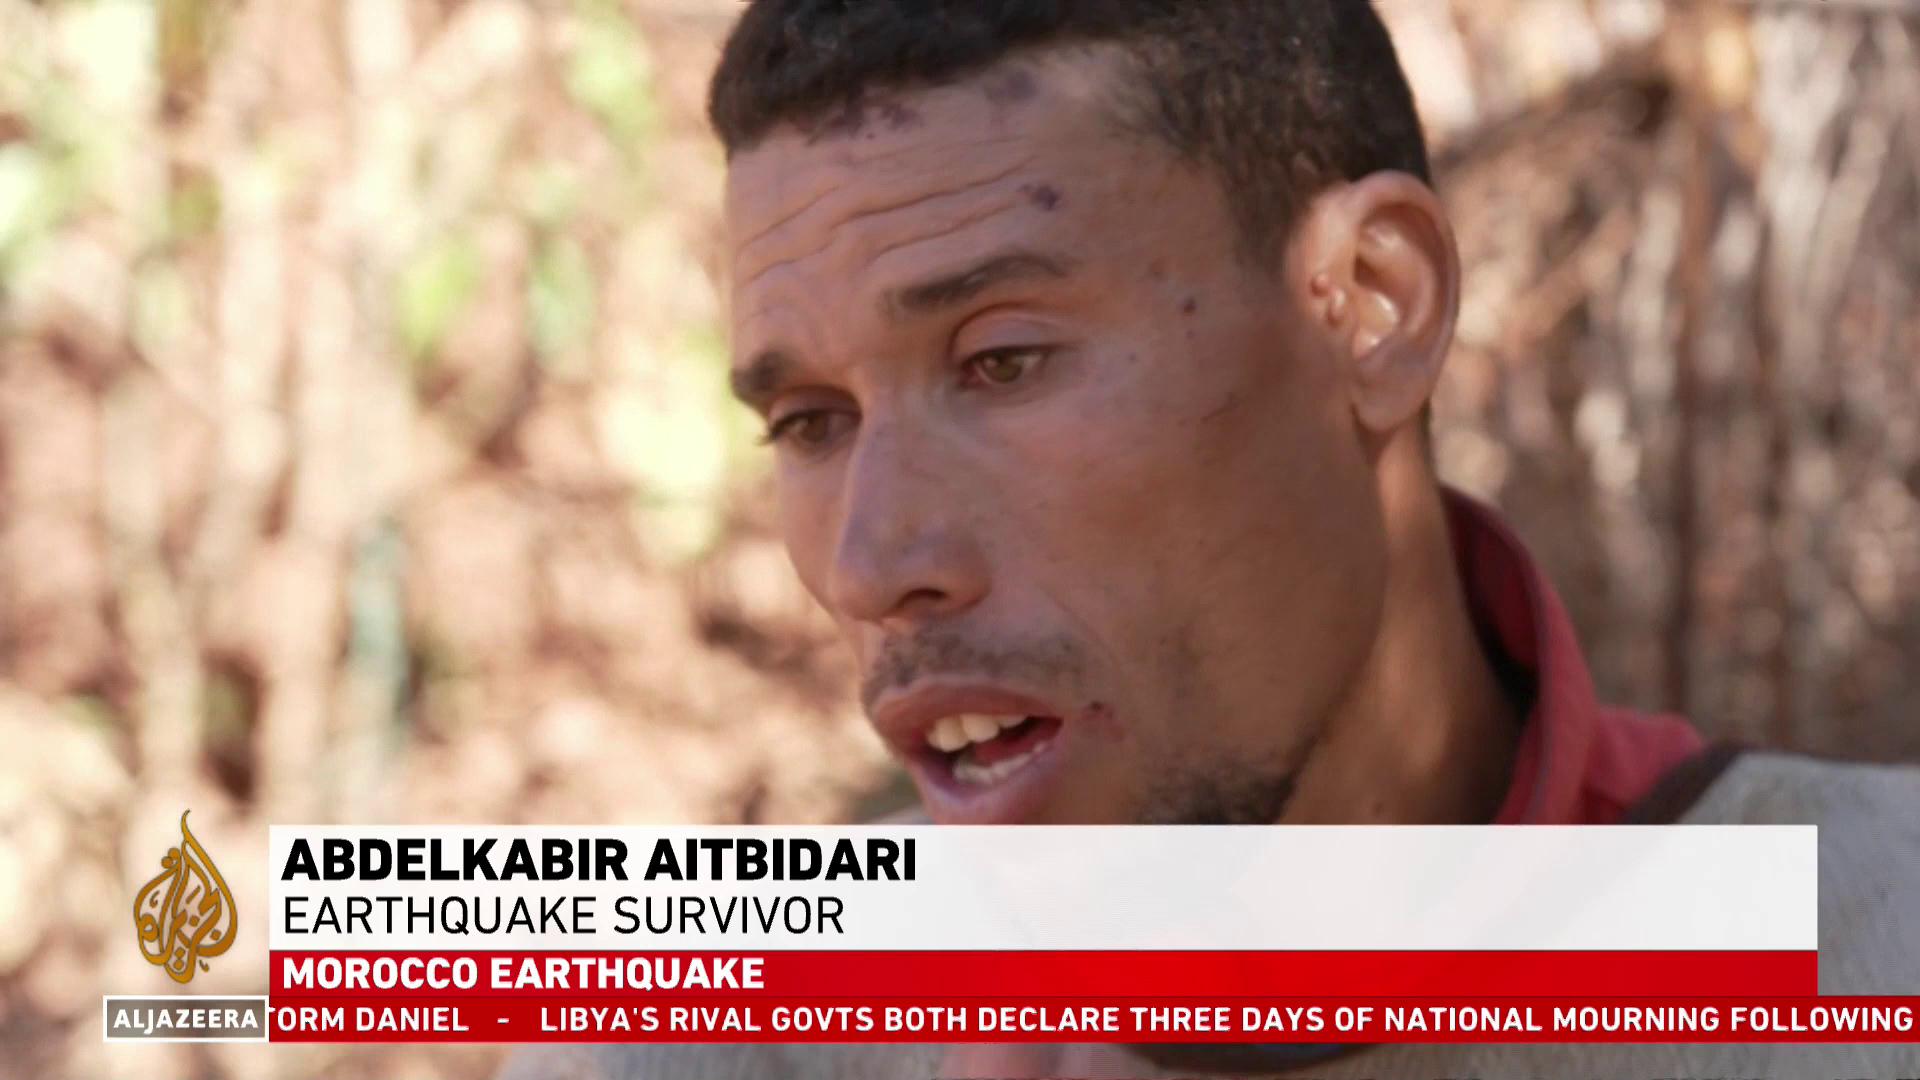 ABDELKABIR AITBIDARI
EARTHQUAKE SURVIVOR
MOROCCO EARTHQUAKE
ALJAZEERA
TORM DANIEL - LIBYA'S RIVAL GOVTS BOTH DECLARE THREE DAYS OF NATIONAL MOURNING FOLLOWING